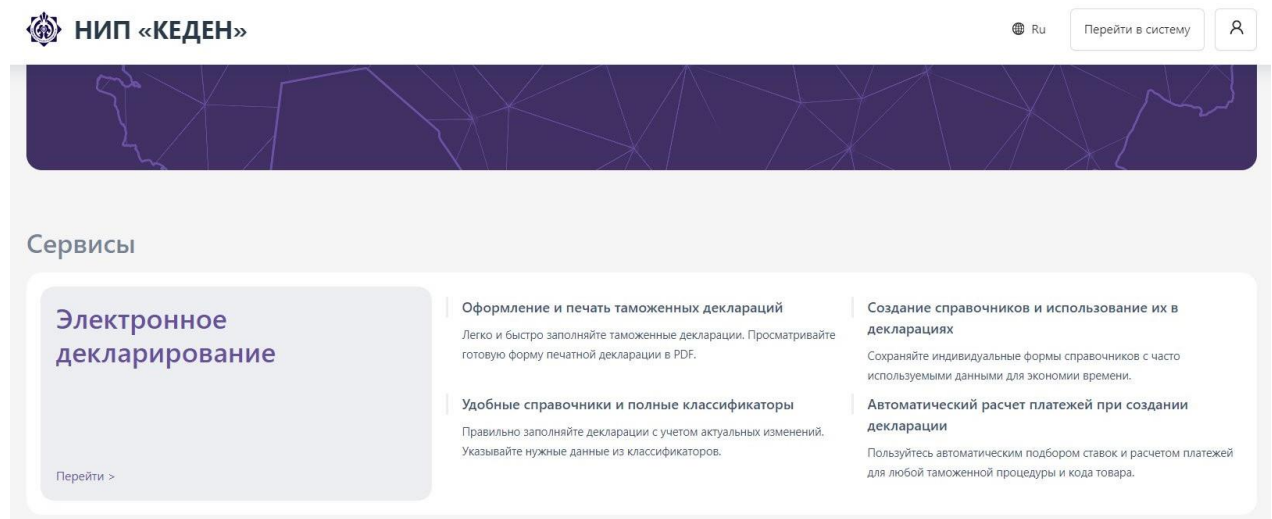 НИП «КЕДЕН»
Ru
Перейти в систему
Сервисы
Электронное
декларирование
Перейти >
Оформление и печать таможенных деклараций
Легко и быстро заполняйте таможенные декларации. Просматривайте
готовую форму печатной декларации в PDF.
Создание справочников и использование их в
декларациях
Сохраняйте индивидуальные формы справочников с часто
используемыми данными для экономии времени.
Удобные справочники и полные классификаторы
Правильно заполняйте декларации с учетом актуальных изменений.
Указывайте нужные данные из классификаторов.
Автоматический расчет платежей при создании
декларации
Пользуйтесь автоматическим подбором ставок и расчетом платежей
для любой таможенной процедуры и кода товара.